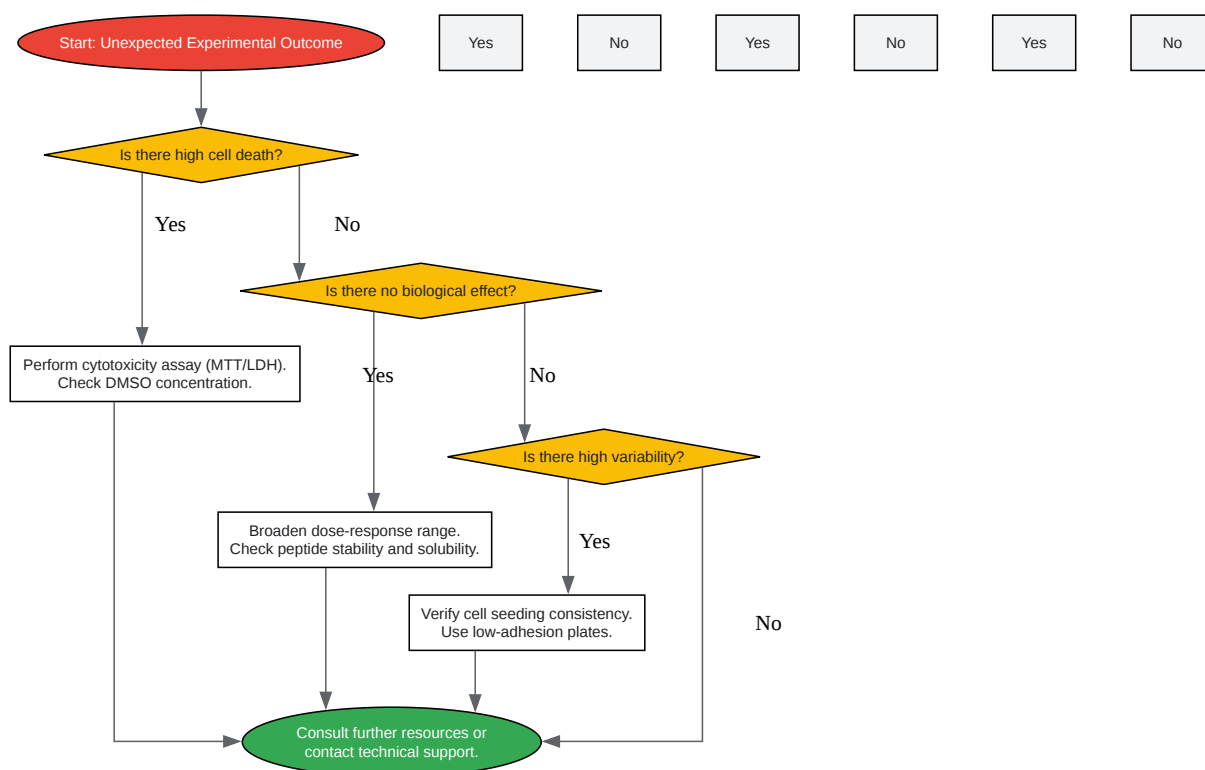 Start: Unexpected Experimental Outcome
Yes
No
Yes
No
Yes
No
Is there high cell death?
Yes
No
Is there no biological effect?
Perform cytotoxicity assay (MTT/LDH).
Check DMSO concentration.
Yes
No
Is there high variability?
Broaden dose-response range.
Check peptide stability and solubility.
Yes
Verify cell seeding consistency.
Use low-adhesion plates.
No
Consult further resources or
contact technical support.